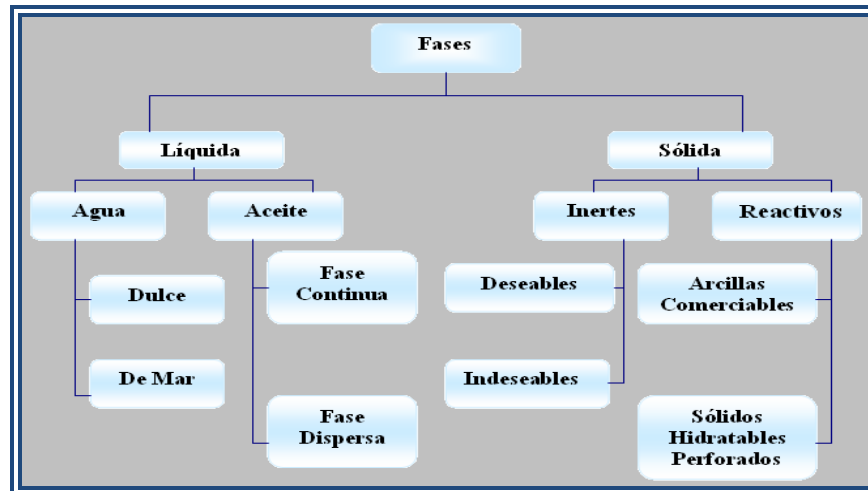 Fases
Líquida
Sólida
Agua
Aceite
Inertes
Reactivos
Dulce
Fase
Continua
Deseables
Arcillas
Comerciables
De Mar
Fase
Dispersa
Indeseables
Sólidos
Hidratables
Perforados